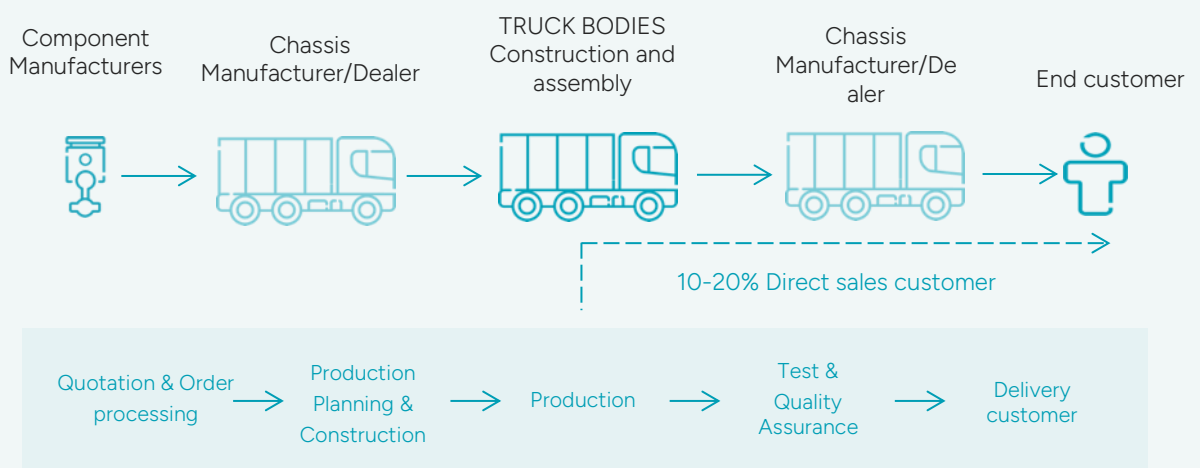 Component
Manufacturers
Chassis
Manufacturer/Dealer
TRUCK BODIES
Construction and
assembly
Chassis
Manufacturer/De
aler
End customer
10-20% Direct sales customer
Quotation & Order
processing
Production
Planning &
Construction
Production
Test &
Quality
Assurance
Delivery
customer